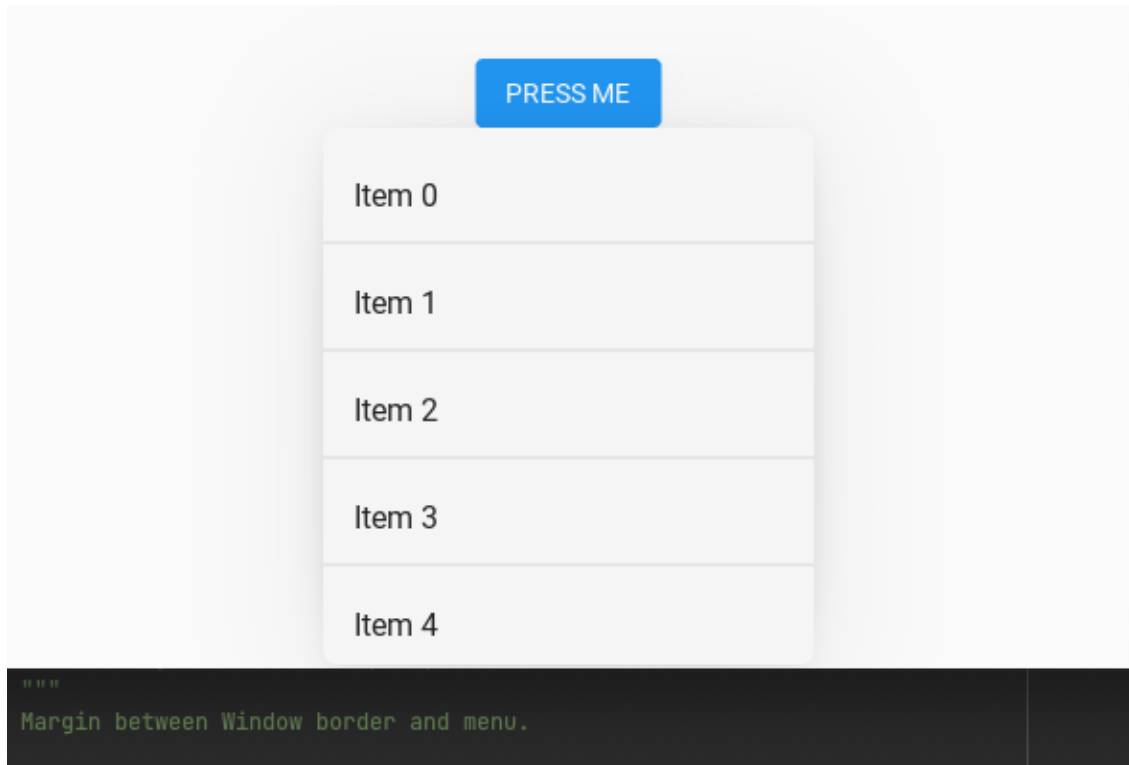 PRESS ME
Item 0
Item 1
Item 2
Item 3
Item 4
"""
Margin between Window border and menu.